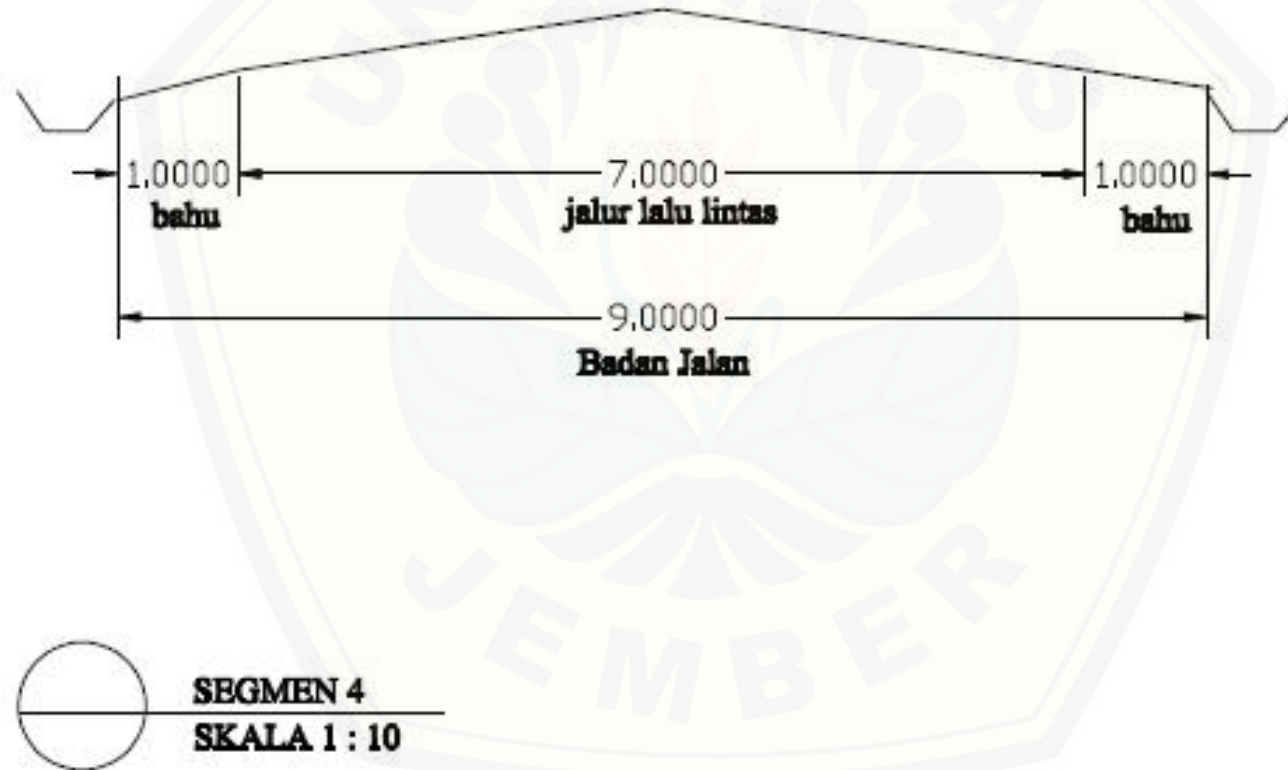 1.0000 7.0000 1.0000
bahu jalur lalu lintas bahu
9.0000
Badan Jalan
JEMBER
SEGMEN 4
SKALA 1 : 10